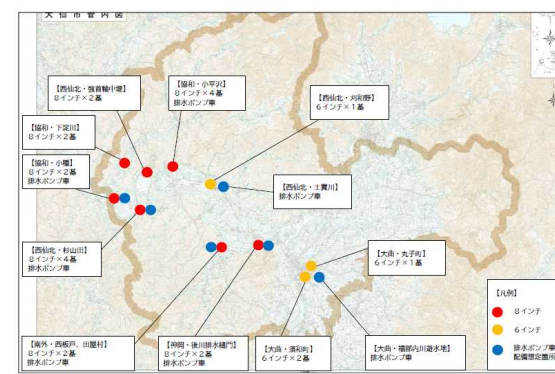 大仙市管内図
【西仙北・強首輪中堤】
8インチ×2基
【協和・小平沢】
8インチ×4基
排水ポンプ車
【西仙北・刈和野】
6インチ×1基
【協和・下淀川】
8インチ×2基
【協和・小種】
8インチ×2基
排水ポンプ車
【西仙北・土買川】
排水ポンプ車
【西仙北・杉山田】
8インチ×4基
排水ポンプ車
【大曲・丸子町】
6インチ×1基
【凡例】
8インチ
6インチ
排水ポンプ車
配備想定箇所
【南外・西板戸、田屋村】
8インチ×2基
排水ポンプ車
【神岡・後川排水樋門】
8インチ×2基
排水ポンプ車
【大曲・須和町】
6インチ×2基
【大曲・福部内川遊水地】
排水ポンプ車